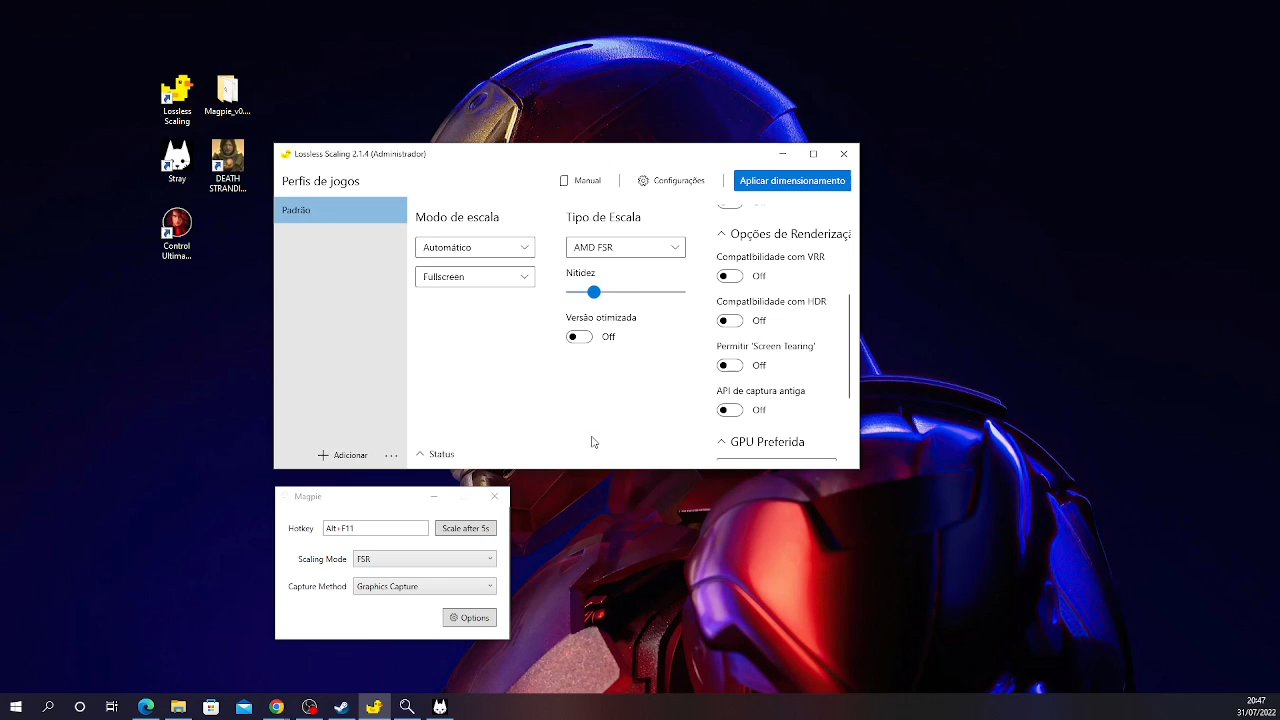 Lossless
Scaling
Magpie_v0....
Stray
DEATH
STRANDI...
Control
Ultima...
Lossless Scaling 2.1.4 (Administrador)
Perfis de jogos
Manual
Configurações
Aplicar dimensionamento
Padrão
Adicionar
...
Modo de escala
Automático
Fullscreen
Status
Tipo de Escala
AMD FSR
Nitidez
Versão otimizada
Off
Opções de Renderizaç
Compatibilidade com VRR
Off
Compatibilidade com HDR
Off
Permitir 'Screen Tearing'
Off
API de captura antiga
Off
GPU Preferida
Magpie
Hotkey
Alt+F11
Scale after 5s
Scaling Mode
FSR
Capture Method
Graphics Capture
Options
20:47
31/07/2022